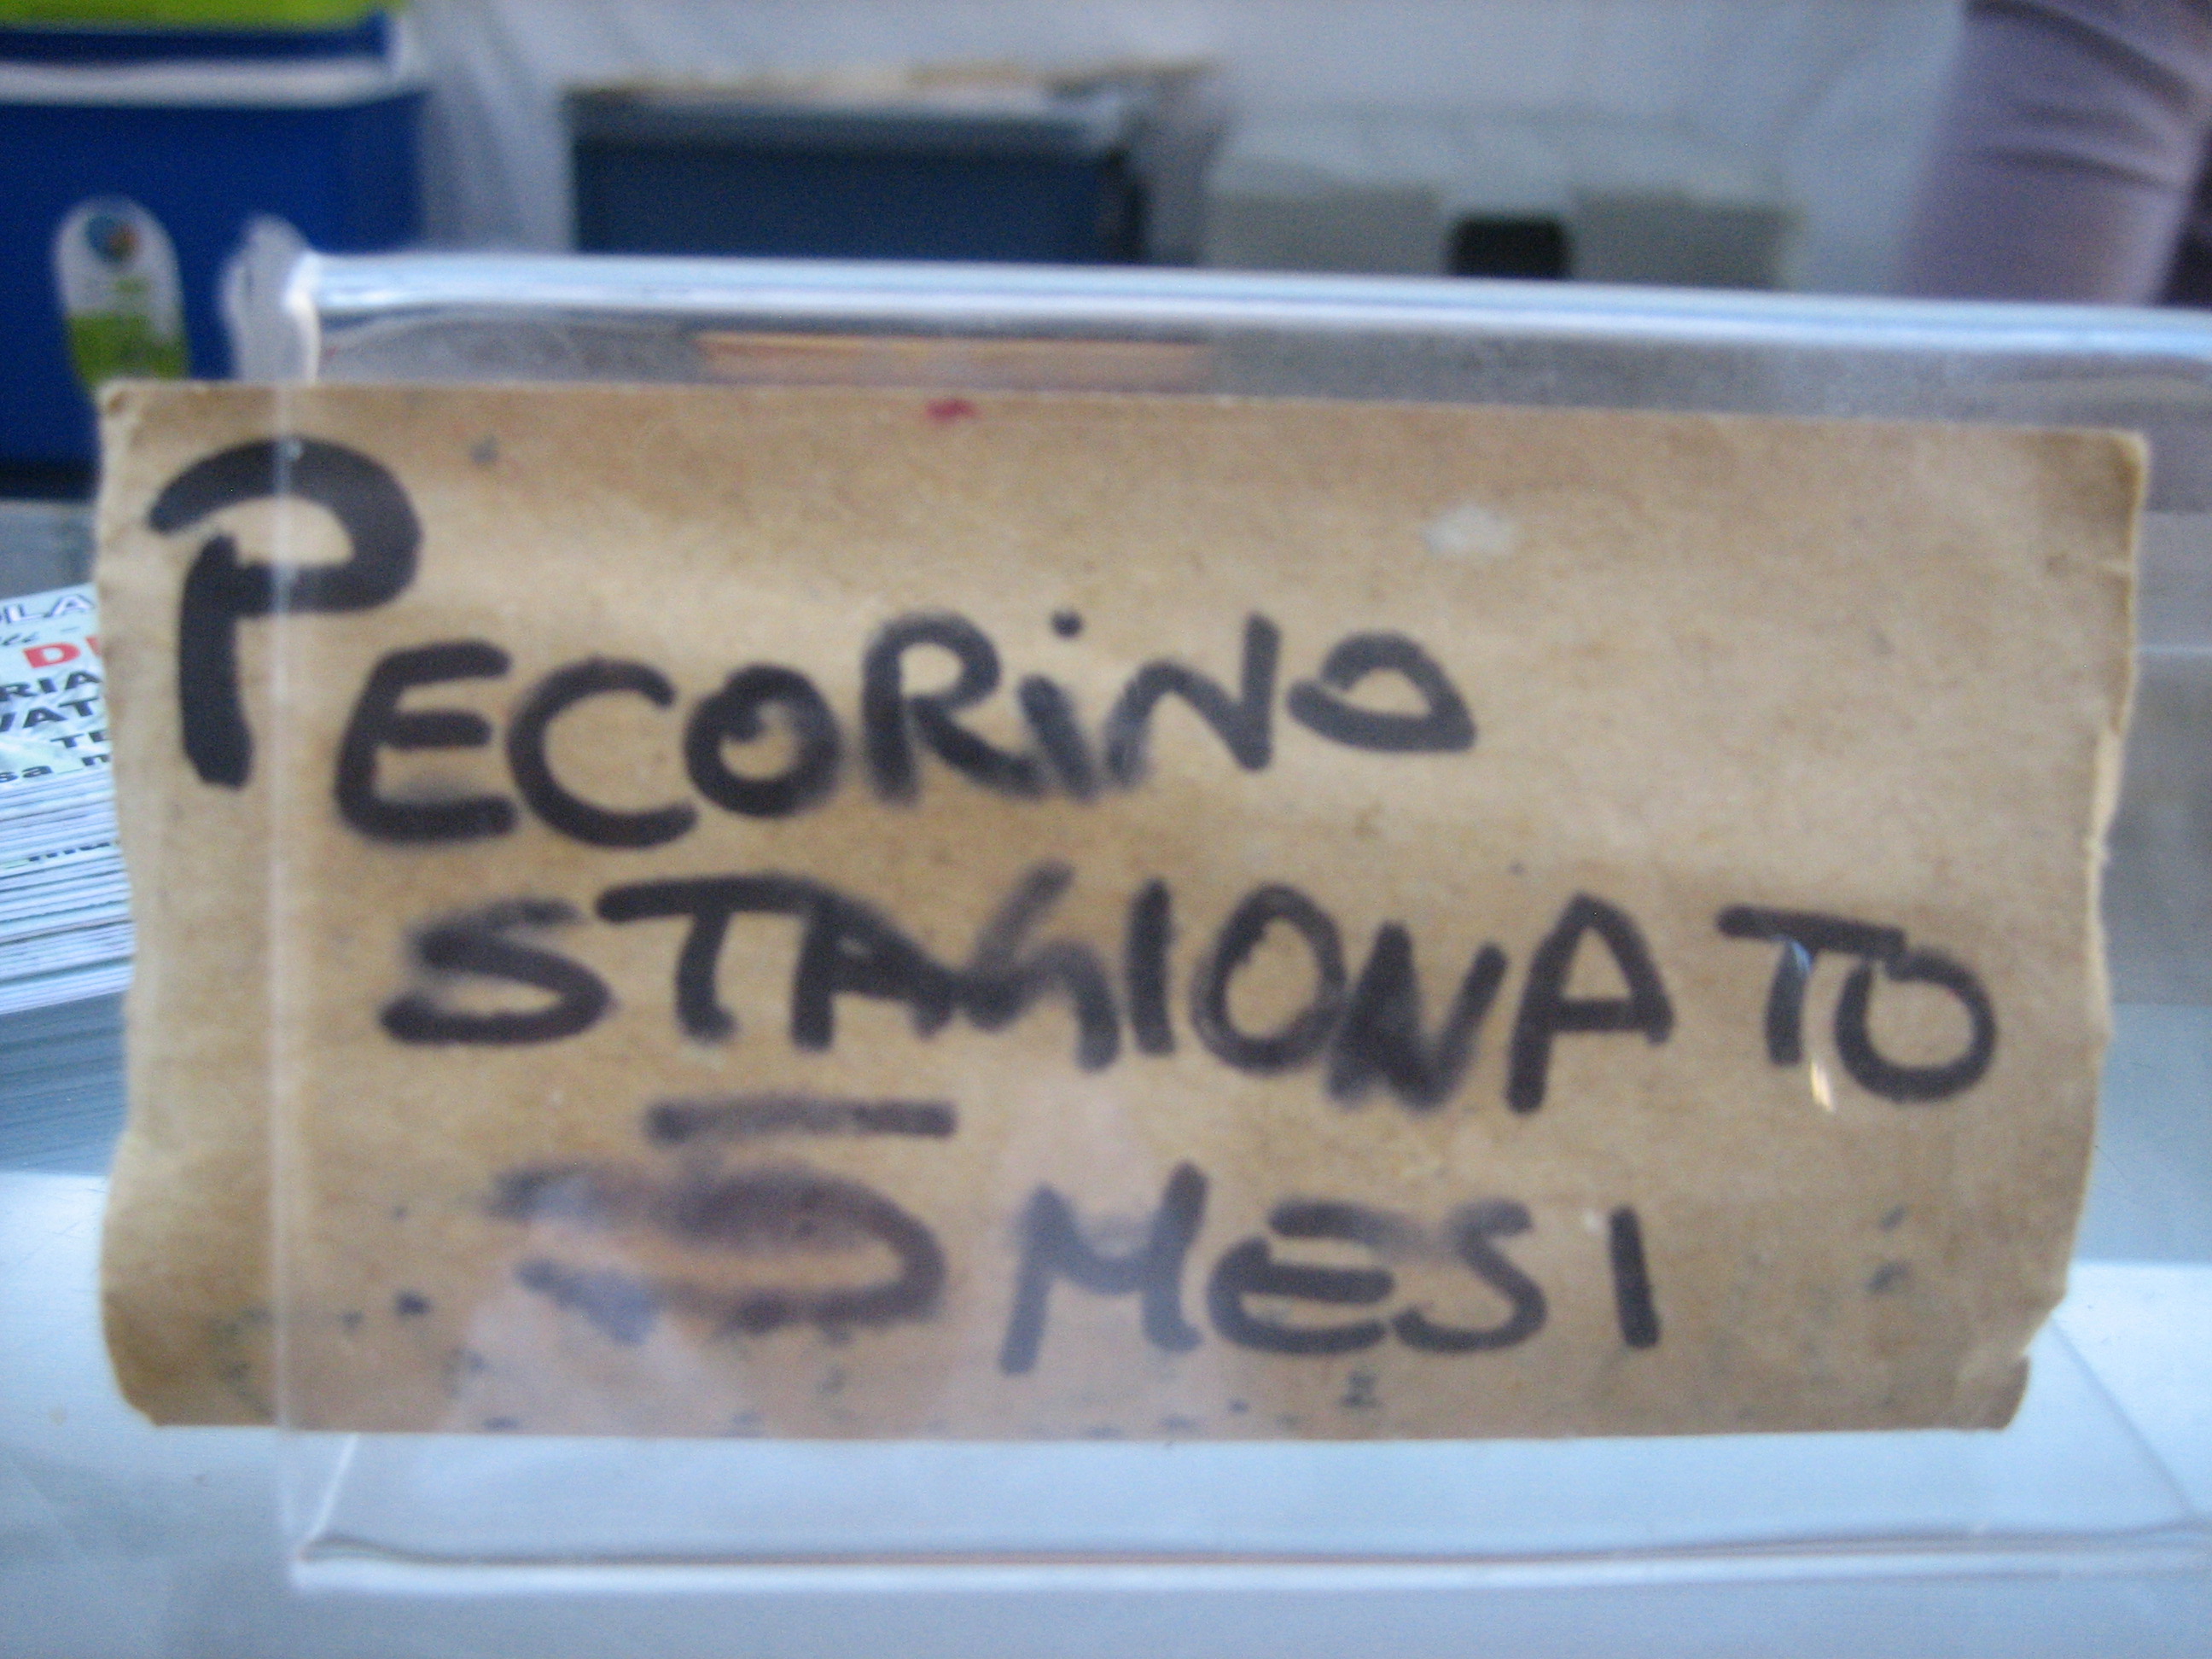 PECORiNO
STAGIONATO
5 MESI